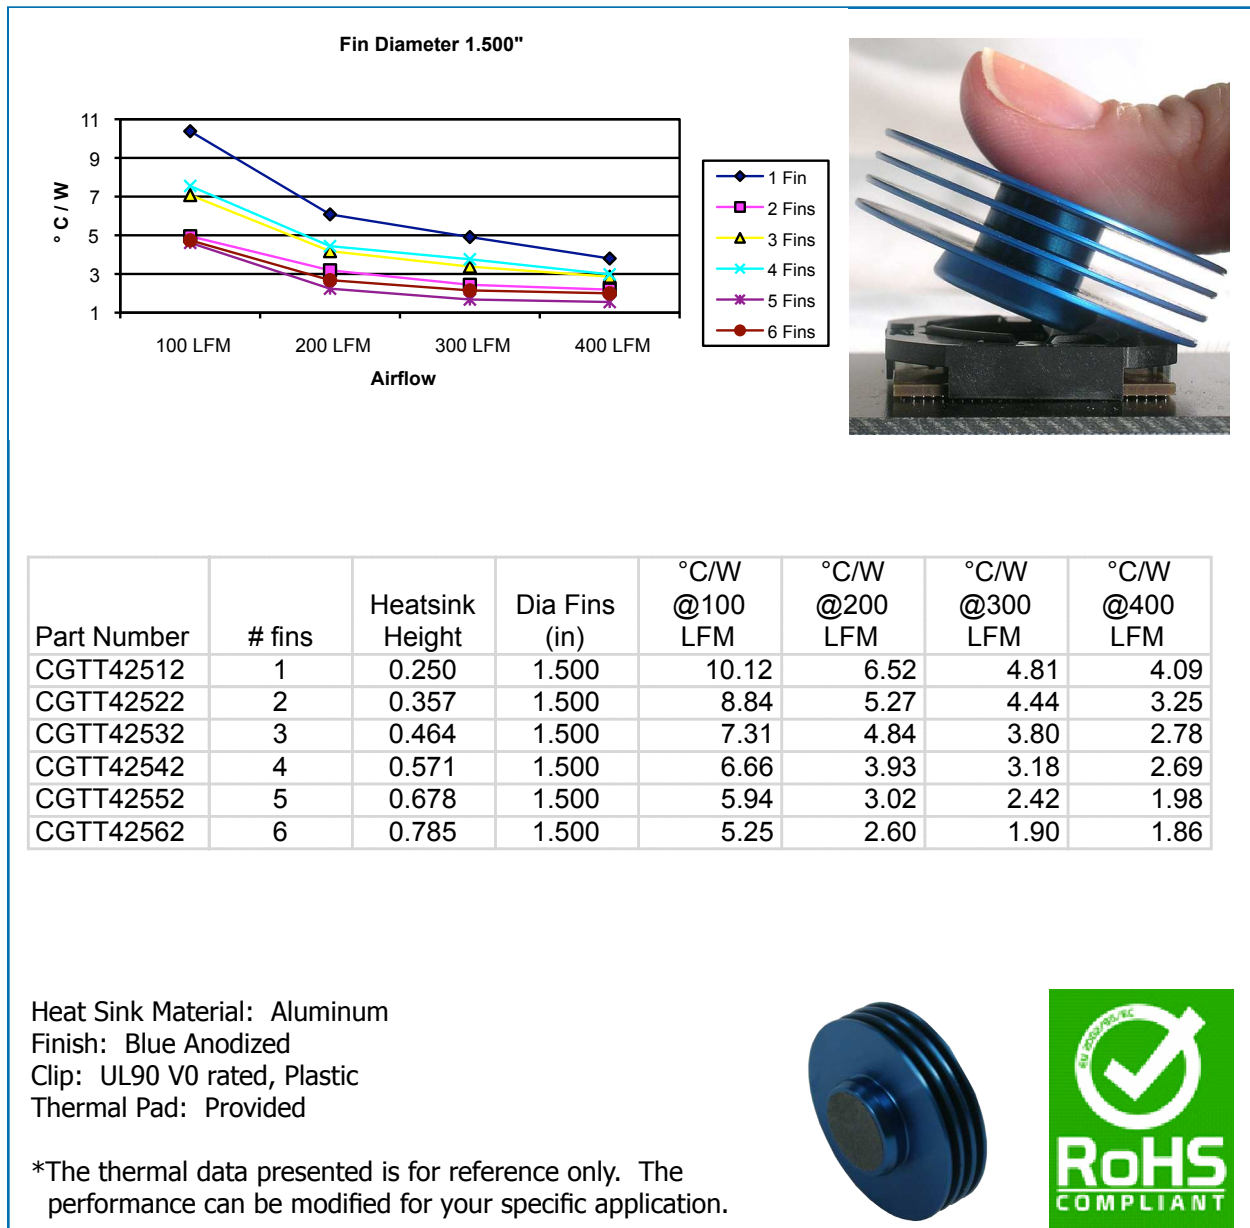 Fin Diameter 1.500"
11
9
7
5
3
1
° C / W
100 LFM 200 LFM 300 LFM 400 LFM
Airflow
1 Fin
2 Fins
3 Fins
4 Fins
5 Fins
6 Fins
Part Number # fins Heatsink Height Dia Fins (in) °C/W @100 LFM °C/W @200 LFM °C/W @300 LFM °C/W @400 LFM
CGTT42512 1 0.250 1.500 10.12 6.52 4.81 4.09
CGTT42522 2 0.357 1.500 8.84 5.27 4.44 3.25
CGTT42532 3 0.464 1.500 7.31 4.84 3.80 2.78
CGTT42542 4 0.571 1.500 6.66 3.93 3.18 2.69
CGTT42552 5 0.678 1.500 5.94 3.02 2.42 1.98
CGTT42562 6 0.785 1.500 5.25 2.60 1.90 1.86
Heat Sink Material: Aluminum
Finish: Blue Anodized
Clip: UL90 V0 rated, Plastic
Thermal Pad: Provided
*The thermal data presented is for reference only. The
performance can be modified for your specific application.
EU 2002/95/EC
RoHS
COMPLIANT